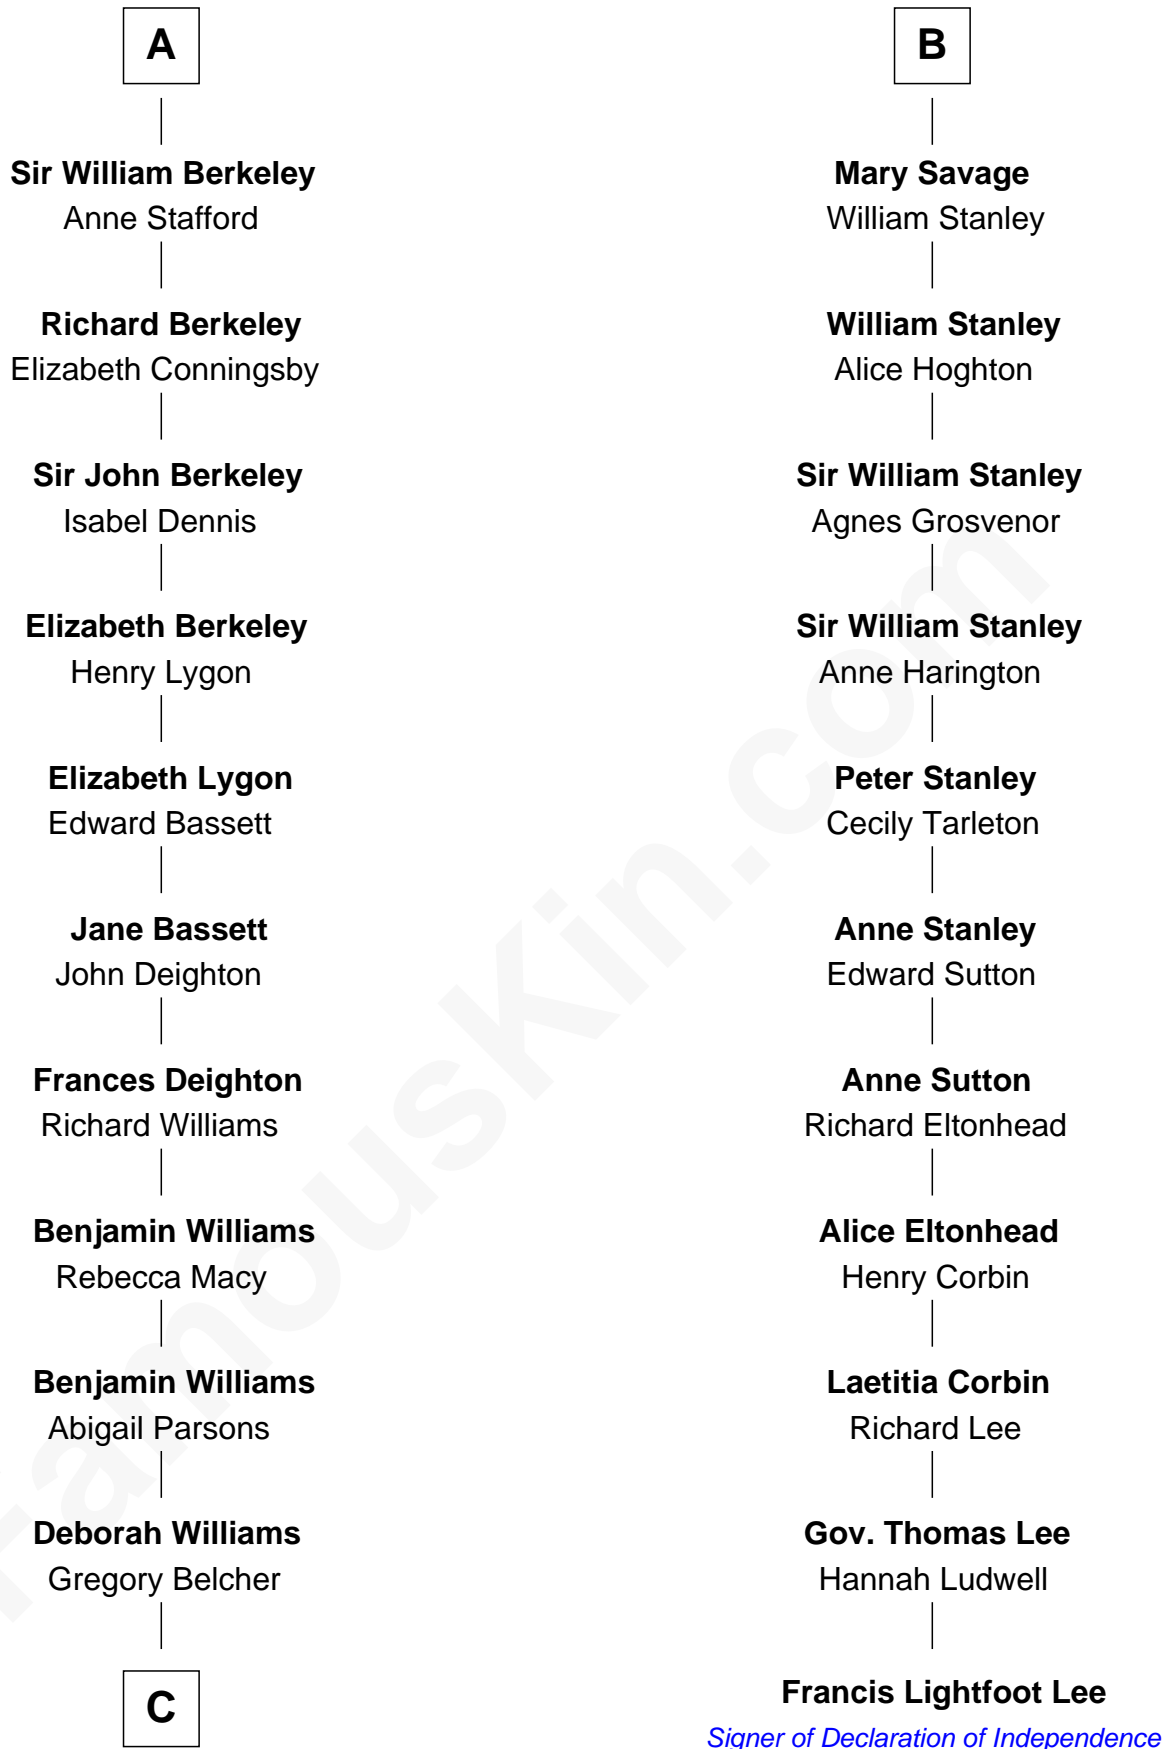 A
Sir William Berkeley
Anne Stafford
Richard Berkeley
Elizabeth Conningsby
Sir John Berkeley
Isabel Dennis
Elizabeth Berkeley
Henry Lygon
Elizabeth Lygon
Edward Bassett
Jane Bassett
John Deighton
Frances Deighton
Richard Williams
Benjamin Williams
Rebecca Macy
Benjamin Williams
Abigail Parsons
Deborah Williams
Gregory Belcher
C
B
Mary Savage
William Stanley
William Stanley
Alice Hoghton
Sir William Stanley
Agnes Grosvenor
Sir William Stanley
Anne Harington
Peter Stanley
Cecily Tarleton
Anne Stanley
Edward Sutton
Anne Sutton
Richard Eltonhead
Alice Eltonhead
Henry Corbin
Laetitia Corbin
Richard Lee
Gov. Thomas Lee
Hannah Ludwell
Francis Lightfoot Lee
Signer of Declaration of Independence
FamousKin.com